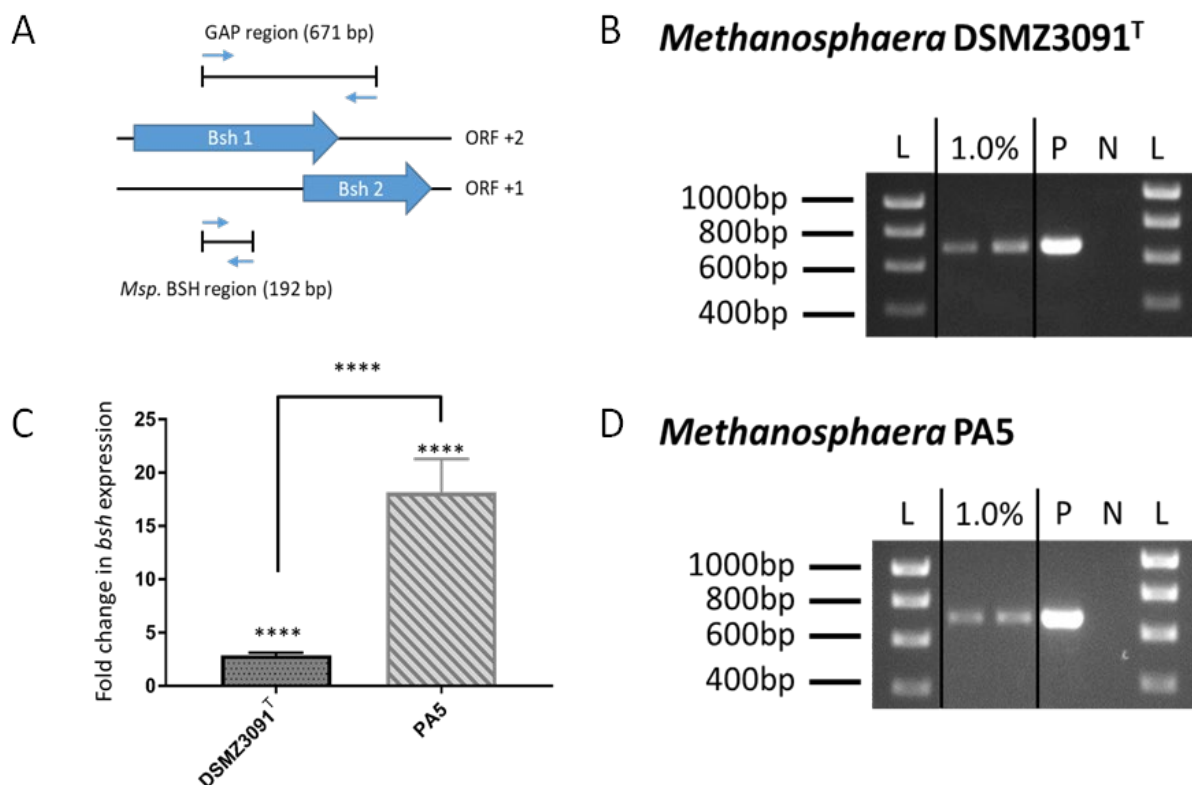 A
GAP region (671 bp)
Bsh 1
ORF +2
Bsh 2
ORF +1
Msp. BSH region (192 bp)
B
Methanosphaera DSMZ3091ᵀ
L 1.0% P N L
1000bp
800bp
600bp
400bp
C
****
Fold change in bsh expression
25
20
15
10
5
0
****
****
DSMZ3091ᵀ
PA5
D
Methanosphaera PA5
L 1.0% P N L
1000bp
800bp
600bp
400bp